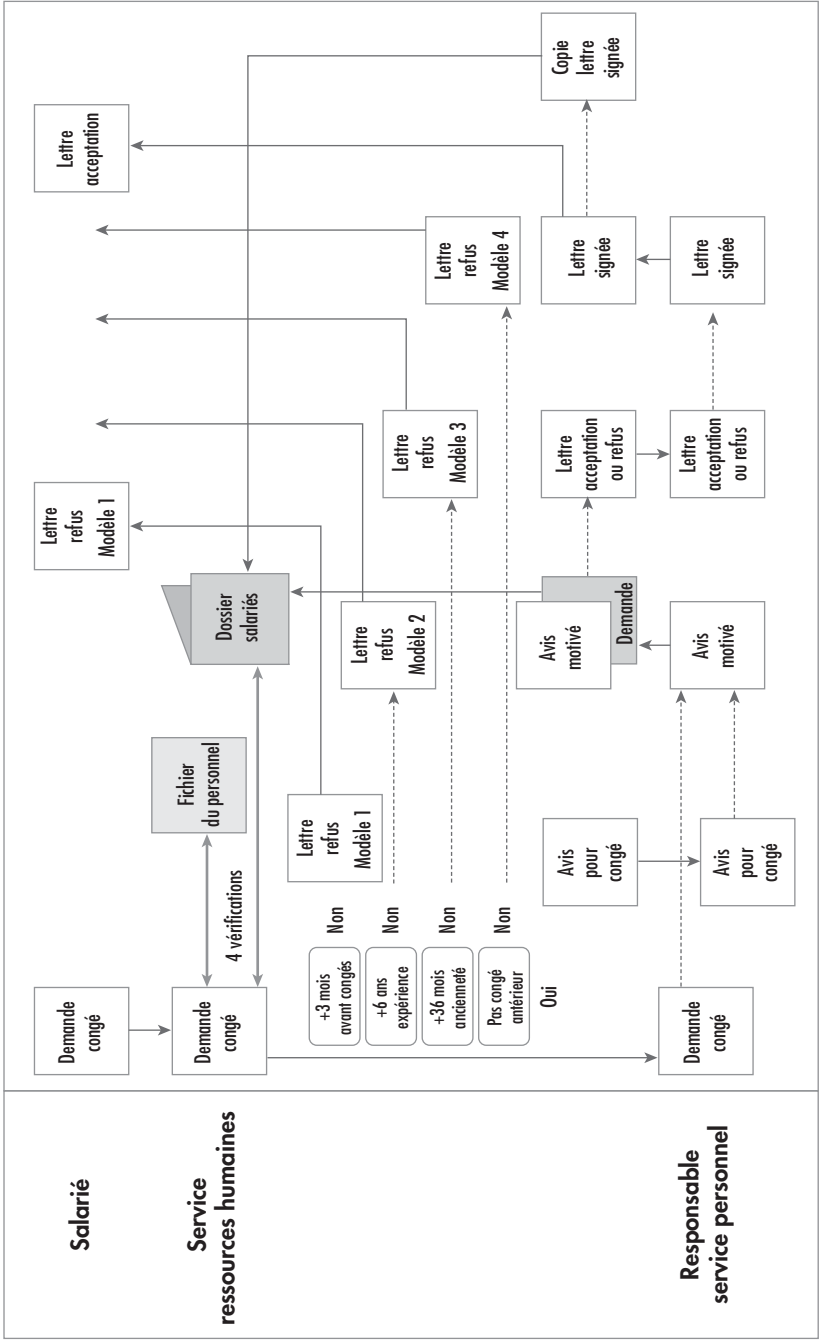 Salarié
Service
ressources humaines
Responsable
service personnel
Demande
congé
Demande
congé
4 vérifications
Fichier
du personnel
Dossier
salariés
Lettre
refus
Modèle 1
Lettre
acceptation
+3 mois
avant congés
Non
Lettre
refus
Modèle 1
+6 ans
expérience
Non
Lettre
refus
Modèle 2
+36 mois
ancienneté
Non
Lettre
refus
Modèle 3
Pas congé
antérieur
Non
Lettre
refus
Modèle 4
Oui
Avis
pour
congé
Avis
motivé
Demande
Lettre
acceptation
ou refus
Lettre
signée
Copie
lettre
signée
Demande
congé
Avis
pour
congé
Avis
motivé
Lettre
acceptation
ou refus
Lettre
signée